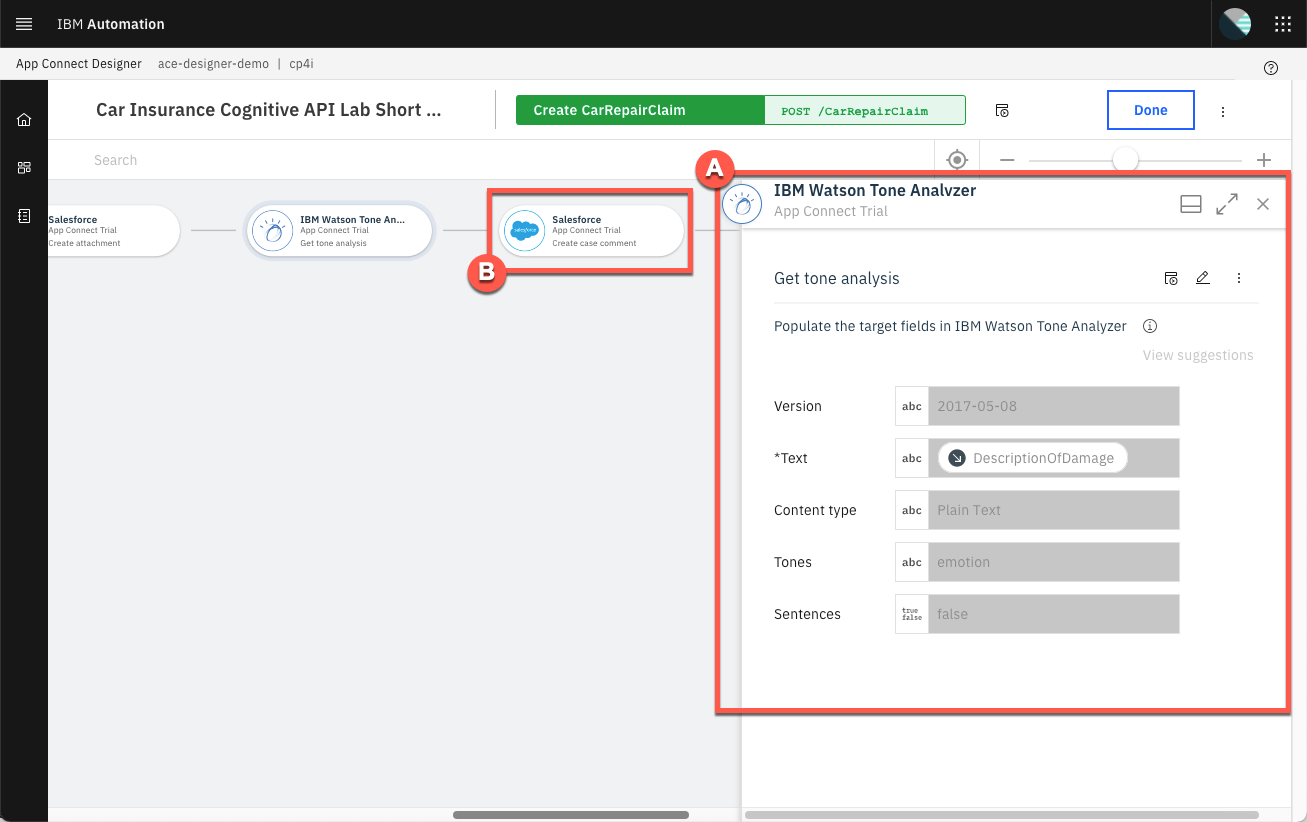 IBM Automation
App Connect Designer ace-designer-demo | cp4i
Car Insurance Cognitive API Lab Short ...
Create CarRepairClaim
POST /CarRepairClaim
Done
Search
A
IBM Watson Tone Analyzer
App Connect Trial
Salesforce
App Connect Trial
Create attachment
IBM Watson Tone An...
App Connect Trial
Get tone analysis
salesforce
Salesforce
App Connect Trial
Create case comment
B
Get tone analysis
Populate the target fields in IBM Watson Tone Analyzer
View suggestions
Version abc 2017-05-08
*Text abc DescriptionOfDamage
Content type abc Plain Text
Tones abc emotion
Sentences true false false